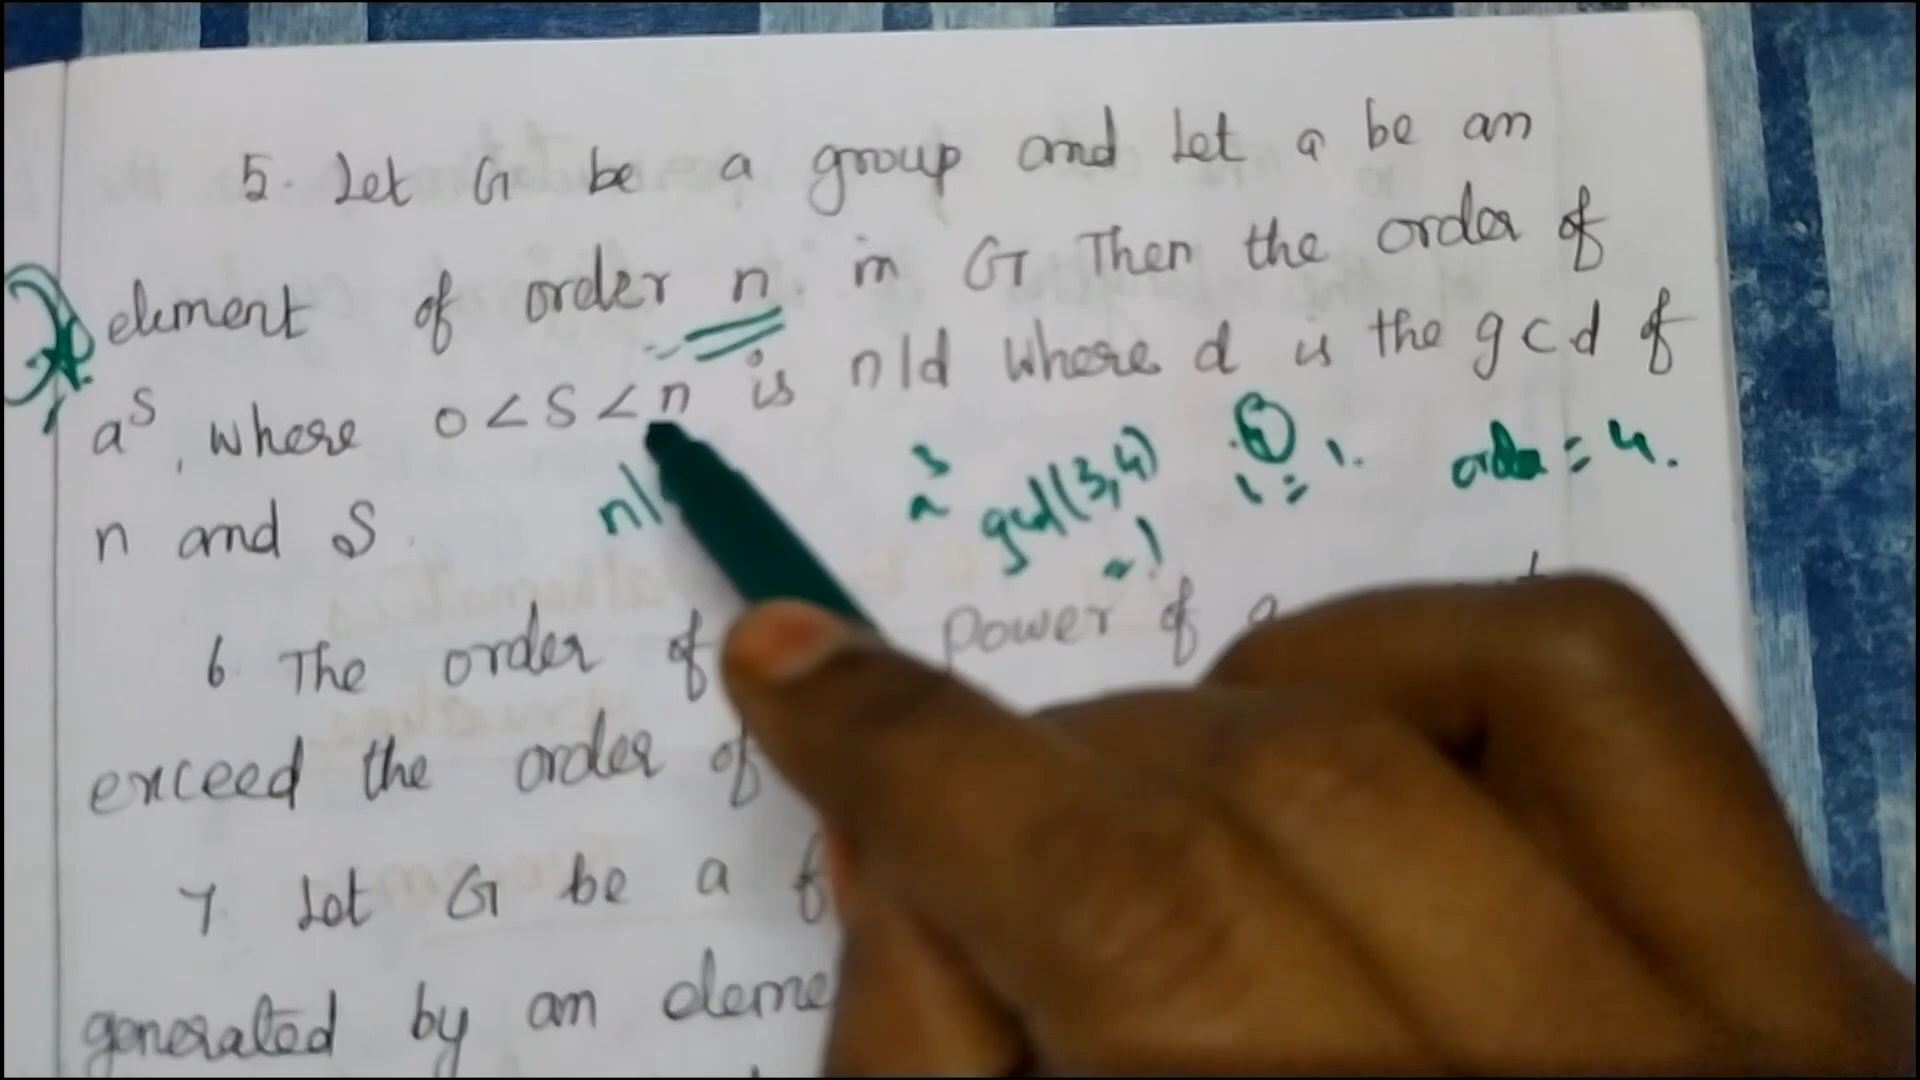 5. Let G be a group and let a be an
element of order n. in G Then the order of
a^s, where 0 < S < n is n/d where d is the gcd of
n and S.
n/
a^3 gcd(3,4) = 1
1 = 1. order = 4.
6 The order of power of a
exceed the order of
7. Let G be a
generated by an